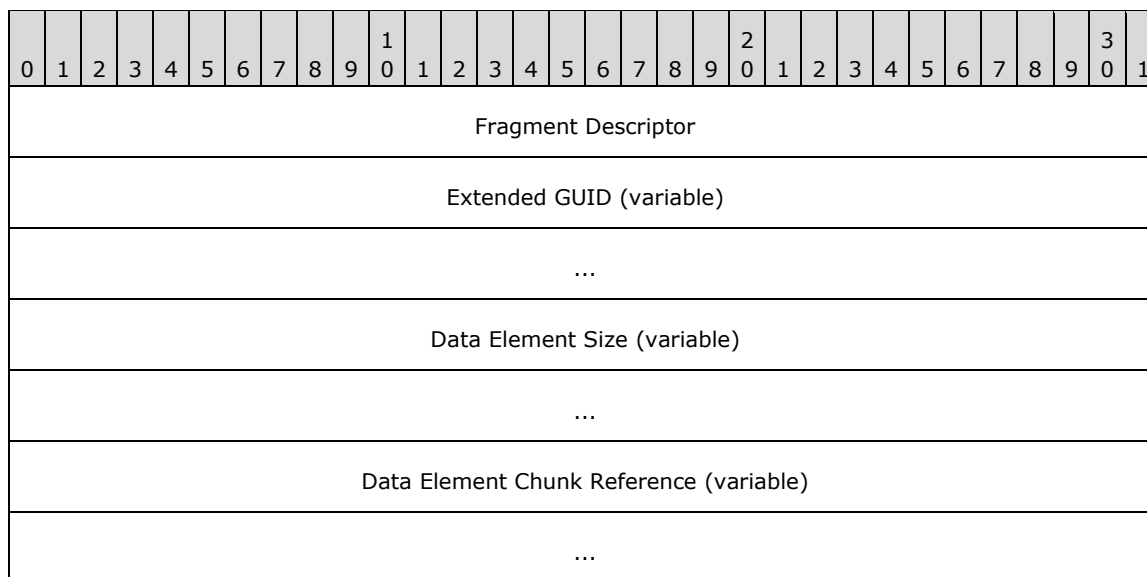 1 2 3
0 1 2 3 4 5 6 7 8 9 0 1 2 3 4 5 6 7 8 9 0 1 2 3 4 5 6 7 8 9 0 1
Fragment Descriptor
Extended GUID (variable)
...
Data Element Size (variable)
...
Data Element Chunk Reference (variable)
...